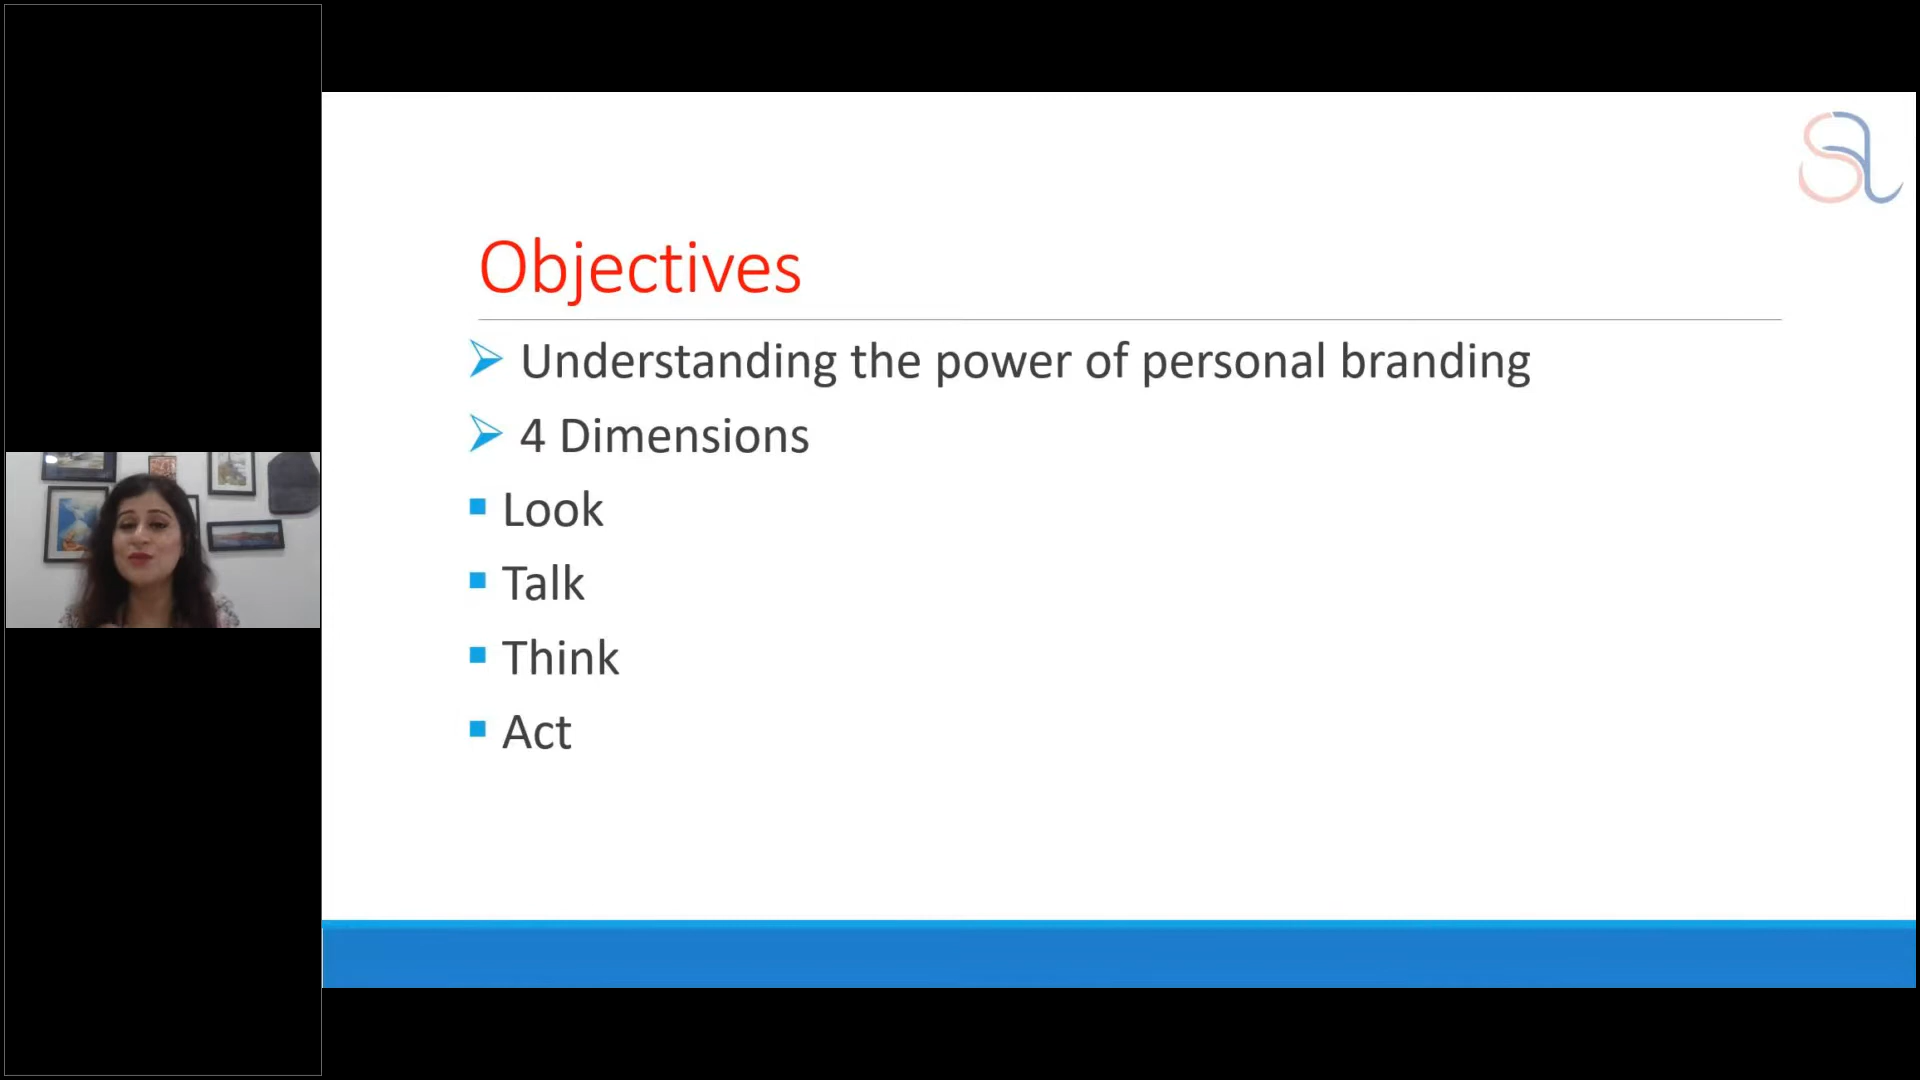 Objectives
Understanding the power of personal branding
4 Dimensions
Look
Talk
Think
Act